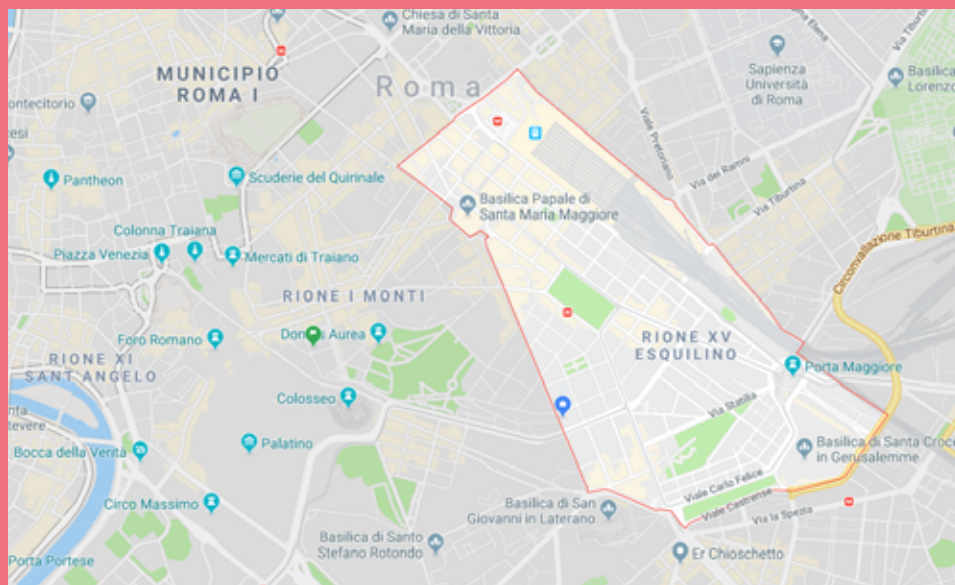 Chiesa di Santa
Maria della Vittoria
MUNICIPIO
ROMA I
Roma
Sapienza
Università
di Roma
Via Tiburtina
Basilica
Lorenzo
Viale Pretoriano
Via dei Ramni
Via Tiburtina
Pantheon
Scuderie del Quirinale
Basilica Papale di
Santa Maria Maggiore
Colonna Traiana
Piazza Venezia
Mercati di Traiano
Circonvallazione Tiburtina
RIONE I MONTI
Foro Romano
Domus Aurea
RIONE XV
ESQUILINO
RIONE XI
SANT'ANGELO
Porta Maggiore
Colosseo
Via Statilia
Bocca della Verità
Palatino
Basilica di Santa Croce
in Gerusalemme
Viale Carlo Felice
Viale Castrense
Via la Spezia
Circo Massimo
Basilica di San
Giovanni in Laterano
Basilica di Santo
Stefano Rotondo
Er Chioschetto
Porta Portese